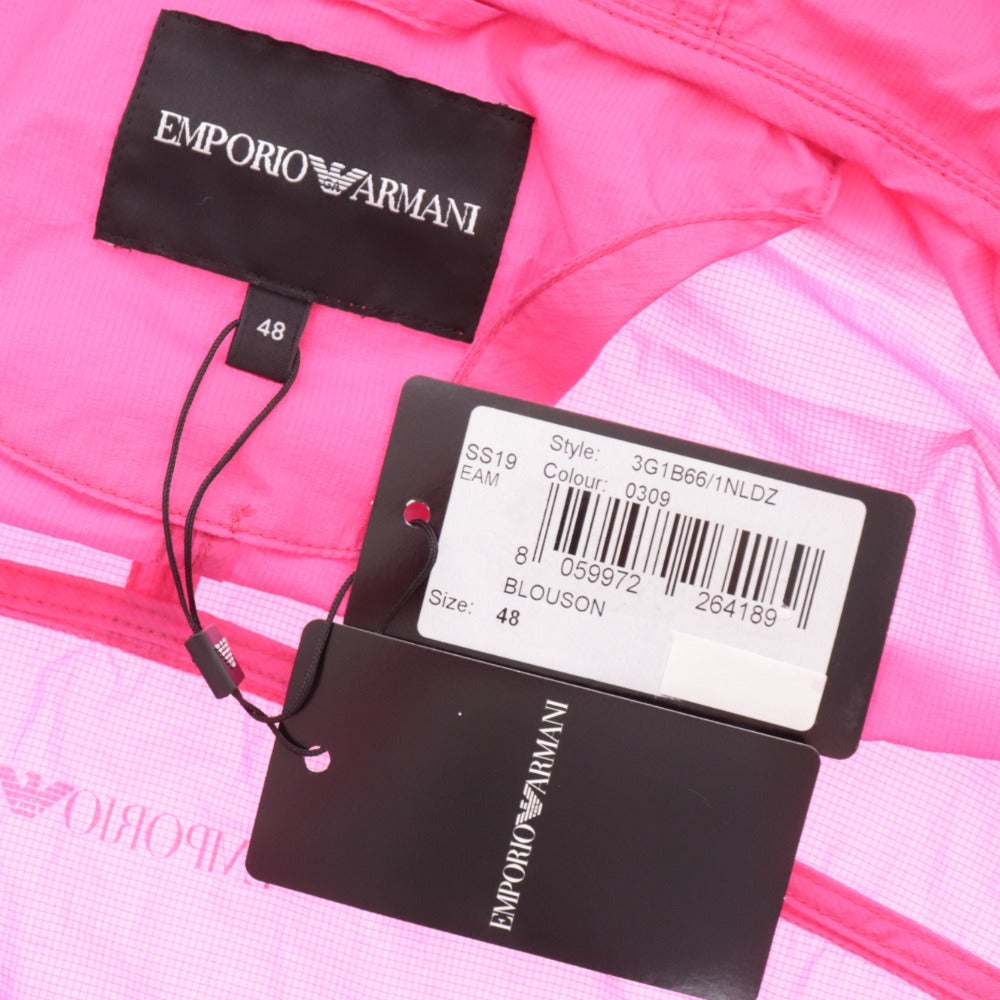 EMPORIO ARMANI
48
SS19
EAM
Style: 3G1B66/1NLDZ
Colour: 0309
8 059972 264189
BLOUSON
Size: 48
EMPORIO ARMANI
EMPORIO